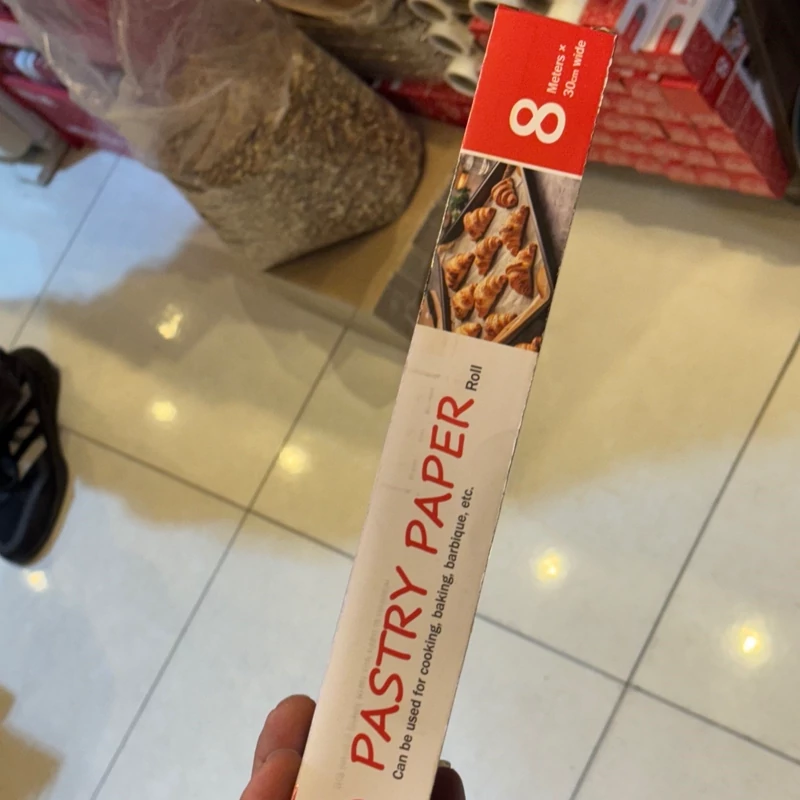 8 Meters x
30cm wide
PASTRY PAPER Roll
Can be used for cooking, baking, barbique, etc.